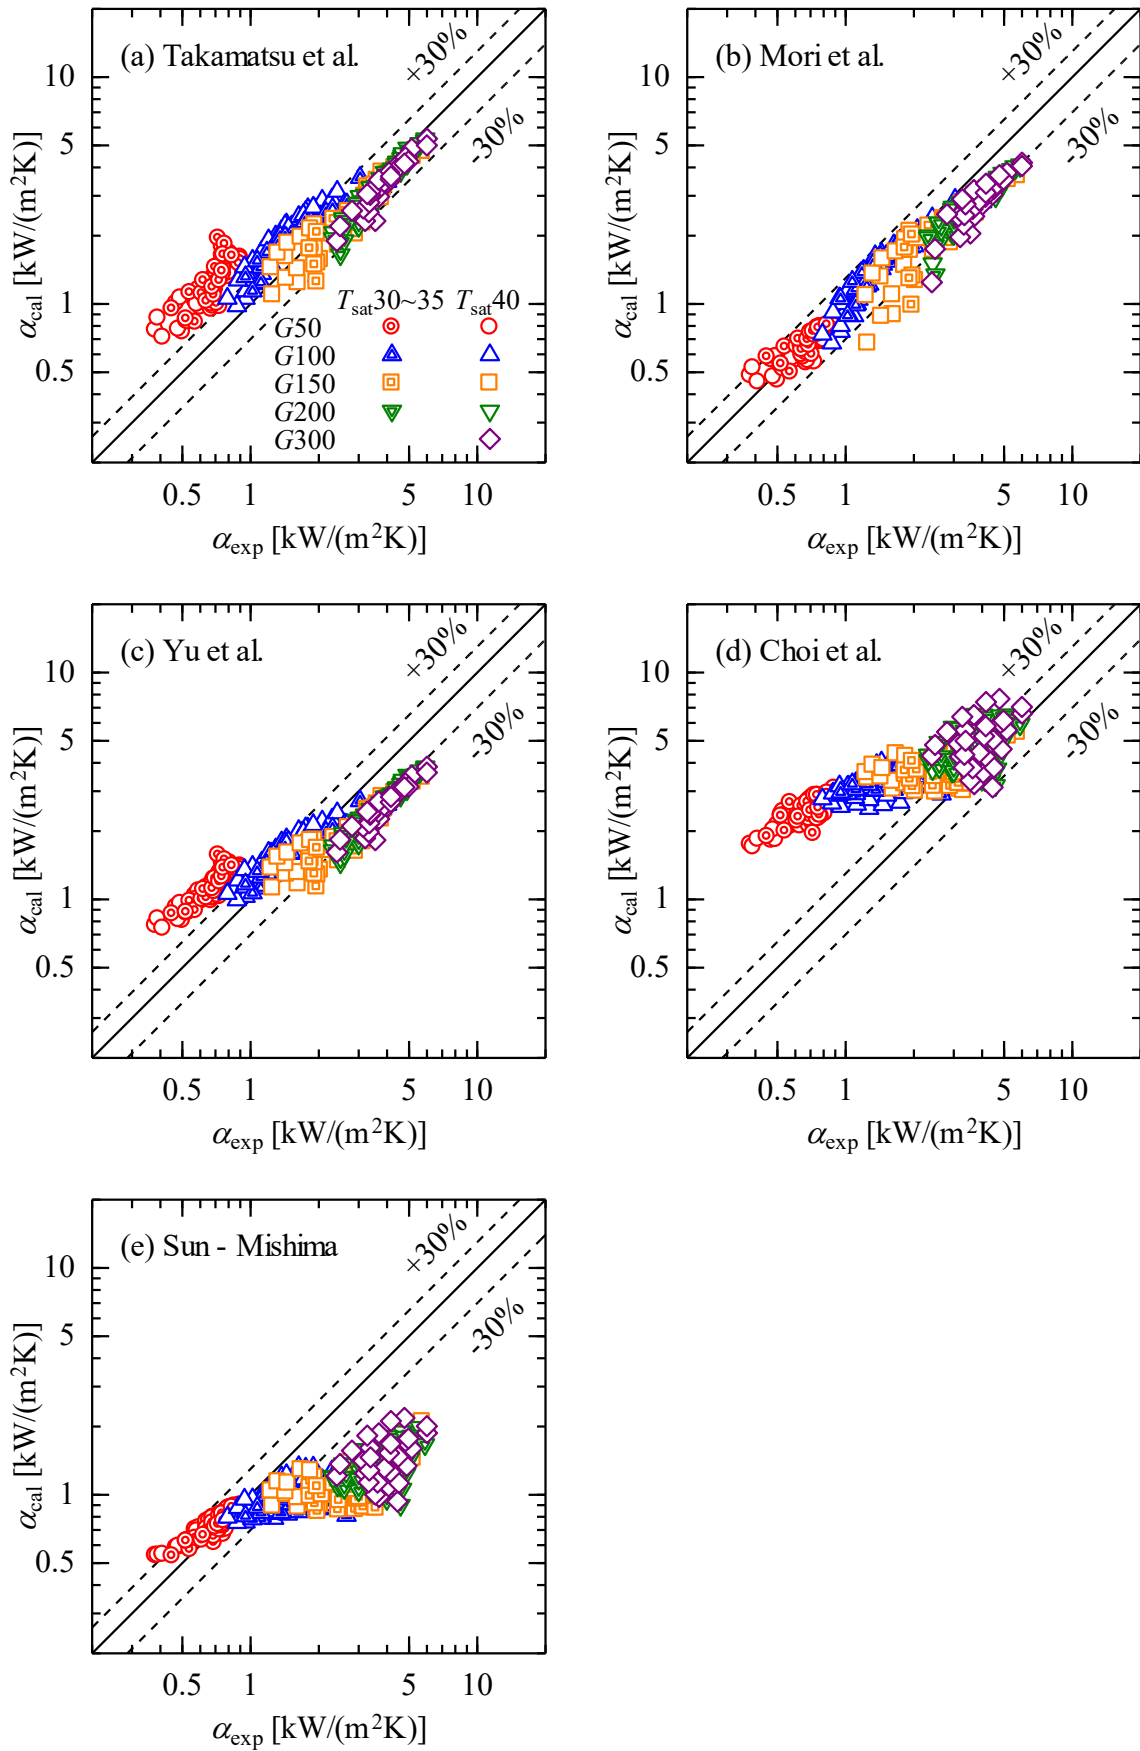 (a) Takamatsu et al.
+30%
-30%
10
5
1
0.5
α_cal [kW/(m²K)]
T_sat30~35 T_sat40
G50
G100
G150
G200
G300
0.5 1 5 10
α_exp [kW/(m²K)]
(b) Mori et al.
+30%
-30%
10
5
1
0.5
α_cal [kW/(m²K)]
0.5 1 5 10
α_exp [kW/(m²K)]
(c) Yu et al.
+30%
-30%
10
5
1
0.5
α_cal [kW/(m²K)]
0.5 1 5 10
α_exp [kW/(m²K)]
(d) Choi et al.
+30%
-30%
10
5
1
0.5
α_cal [kW/(m²K)]
0.5 1 5 10
α_exp [kW/(m²K)]
(e) Sun - Mishima
+30%
-30%
10
5
1
0.5
α_cal [kW/(m²K)]
0.5 1 5 10
α_exp [kW/(m²K)]